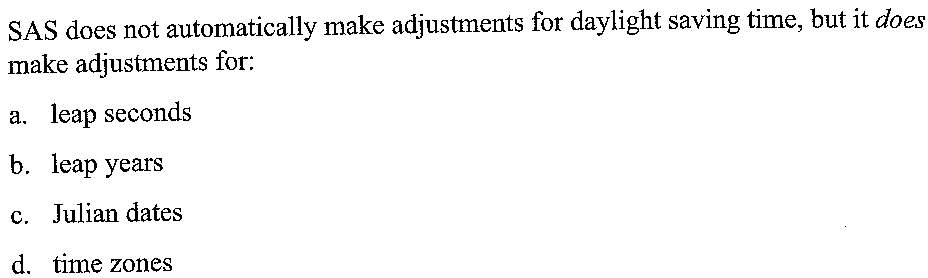 SAS does not automatically make adjustments for daylight saving time, but it does
make adjustments for:
a. leap seconds
b. leap years
c. Julian dates
d. time zones